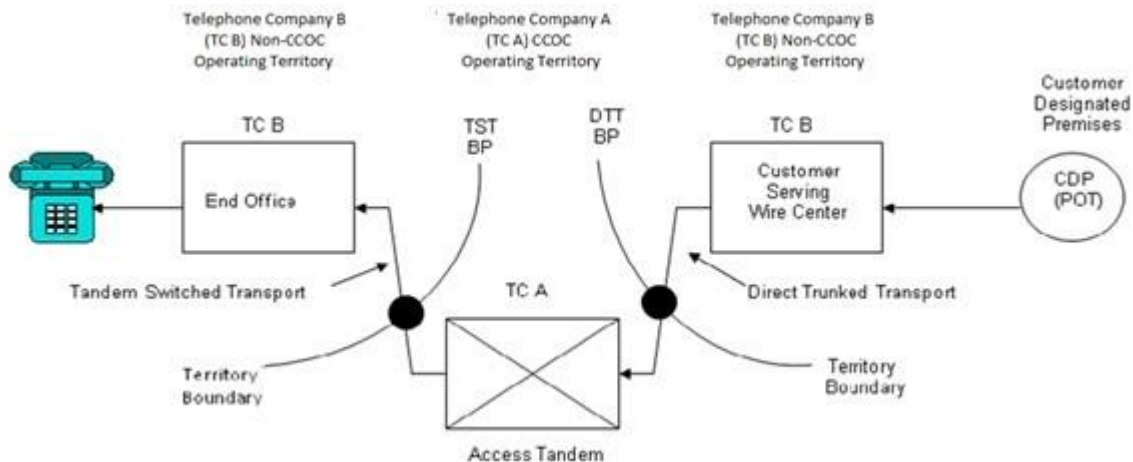 Telephone Company B
(TC B) Non-CCOC
Operating Territory
Telephone Company A
(TC A) CCOC
Operating Territory
Telephone Company B
(TC B) Non-CCOC
Operating Territory
Customer
Designated
Premises
TC B
TST
BP
DTT
BP
TC B
End Office
Customer
Serving
Wire Center
CDP
(POT)
Tandem Switched Transport
TC A
Direct Trunked Transport
Territory
Boundary
Territory
Boundary
Access Tandem